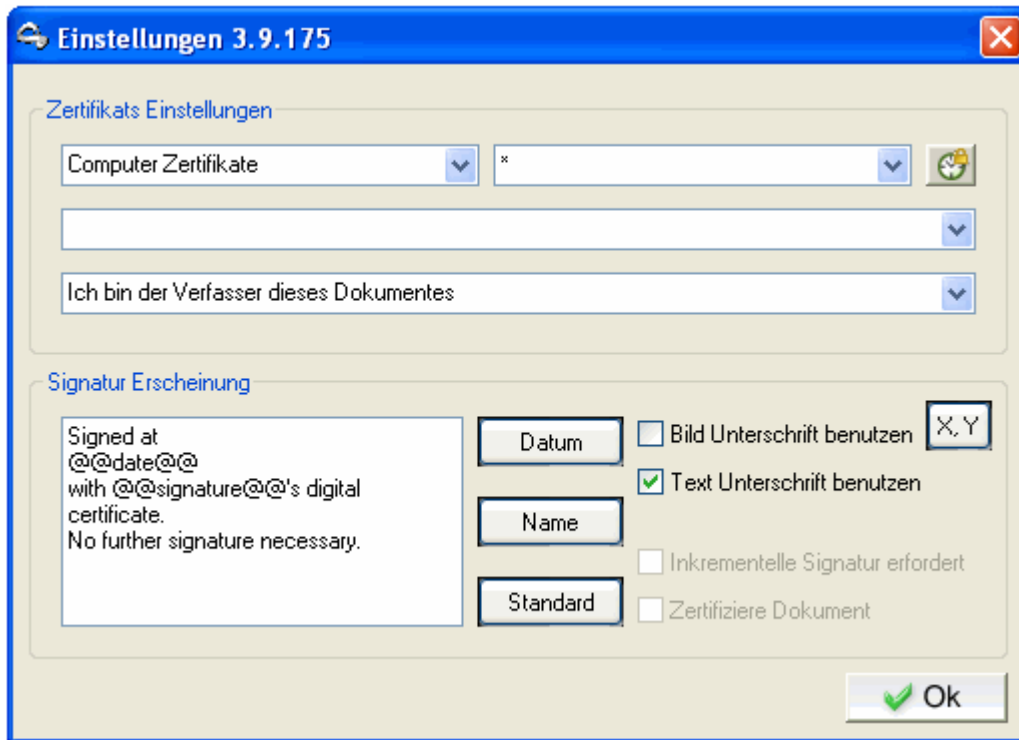 Einstellungen 3.9.175
Zertifikats Einstellungen
Computer Zertifikate
*
Ich bin der Verfasser dieses Dokumentes
Signatur Erscheinung
Signed at
@@date@@
with @@signature@@'s digital
certificate.
No further signature necessary.
Datum
Name
Standard
Bild Unterschrift benutzen
X, Y
Text Unterschrift benutzen
Inkrementelle Signatur erfordert
Zertifiziere Dokument
Ok